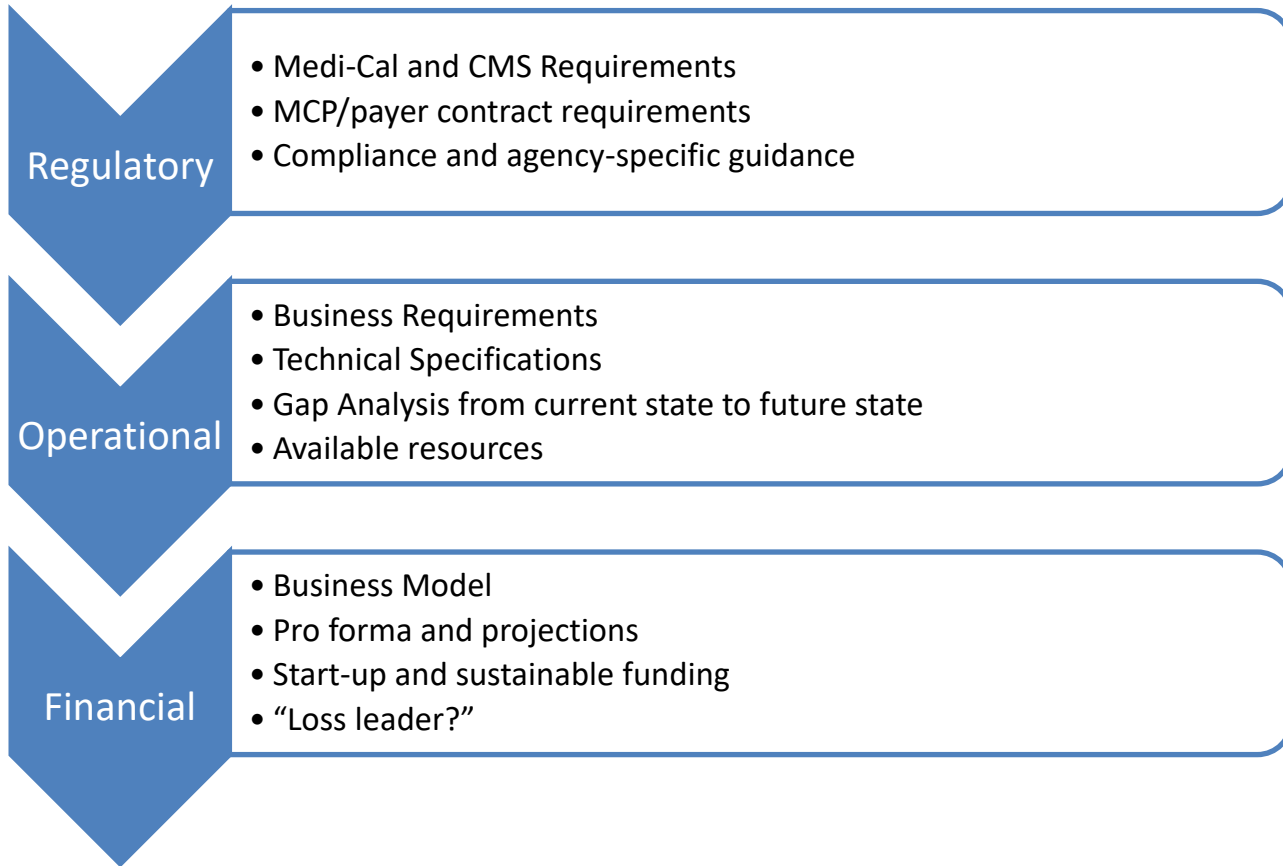 Regulatory
• Medi-Cal and CMS Requirements
• MCP/payer contract requirements
• Compliance and agency-specific guidance
Operational
• Business Requirements
• Technical Specifications
• Gap Analysis from current state to future state
• Available resources
Financial
• Business Model
• Pro forma and projections
• Start-up and sustainable funding
• “Loss leader?”